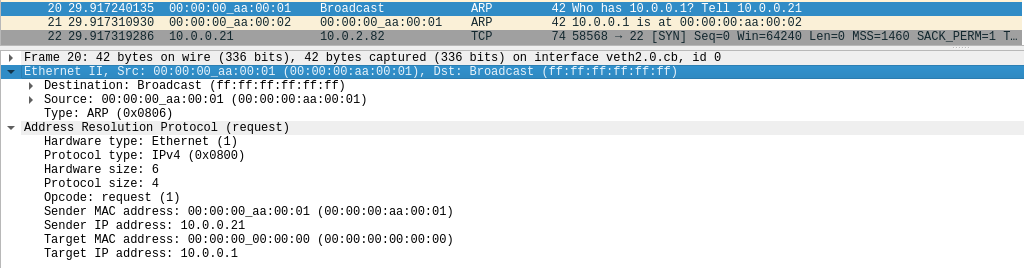 20 29.917240135 00:00:00_aa:00:01 Broadcast ARP 42 Who has 10.0.0.1? Tell 10.0.0.21
21 29.917310930 00:00:00_aa:00:02 00:00:00_aa:00:01 ARP 42 10.0.0.1 is at 00:00:00:aa:00:02
22 29.917319286 10.0.0.21 10.0.2.82 TCP 74 58568 → 22 [SYN] Seq=0 Win=64240 Len=0 MSS=1460 SACK_PERM=1 T…
Frame 20: 42 bytes on wire (336 bits), 42 bytes captured (336 bits) on interface veth2.0.cb, id 0
Ethernet II, Src: 00:00:00_aa:00:01 (00:00:00:aa:00:01), Dst: Broadcast (ff:ff:ff:ff:ff:ff)
Destination: Broadcast (ff:ff:ff:ff:ff:ff)
Source: 00:00:00_aa:00:01 (00:00:00:aa:00:01)
Type: ARP (0x0806)
Address Resolution Protocol (request)
Hardware type: Ethernet (1)
Protocol type: IPv4 (0x0800)
Hardware size: 6
Protocol size: 4
Opcode: request (1)
Sender MAC address: 00:00:00_aa:00:01 (00:00:00:aa:00:01)
Sender IP address: 10.0.0.21
Target MAC address: 00:00:00_00:00:00 (00:00:00:00:00:00)
Target IP address: 10.0.0.1